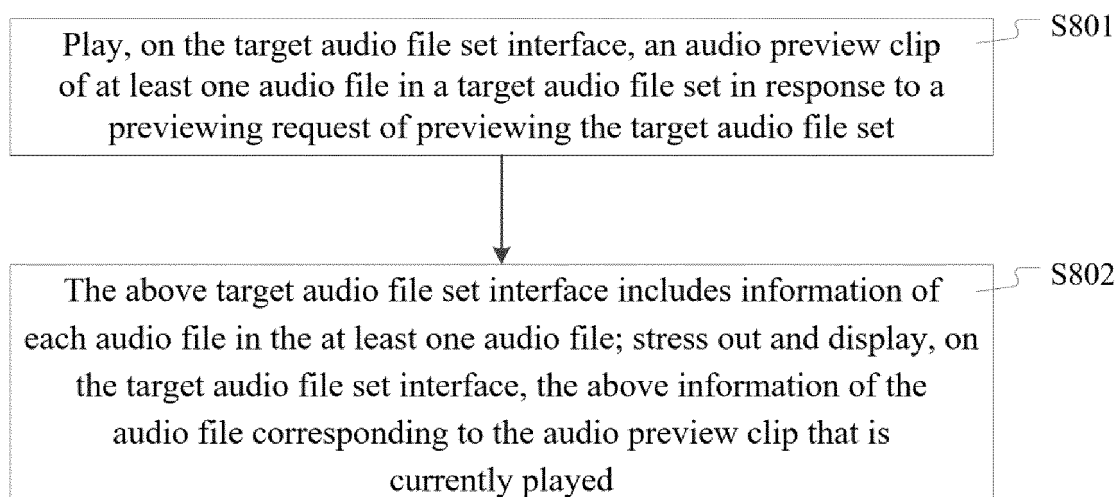 S801
Play, on the target audio file set interface, an audio preview clip
of at least one audio file in a target audio file set in response to a
previewing request of previewing the target audio file set
S802
The above target audio file set interface includes information of
each audio file in the at least one audio file; stress out and display, on
the target audio file set interface, the above information of the
audio file corresponding to the audio preview clip that is
currently played